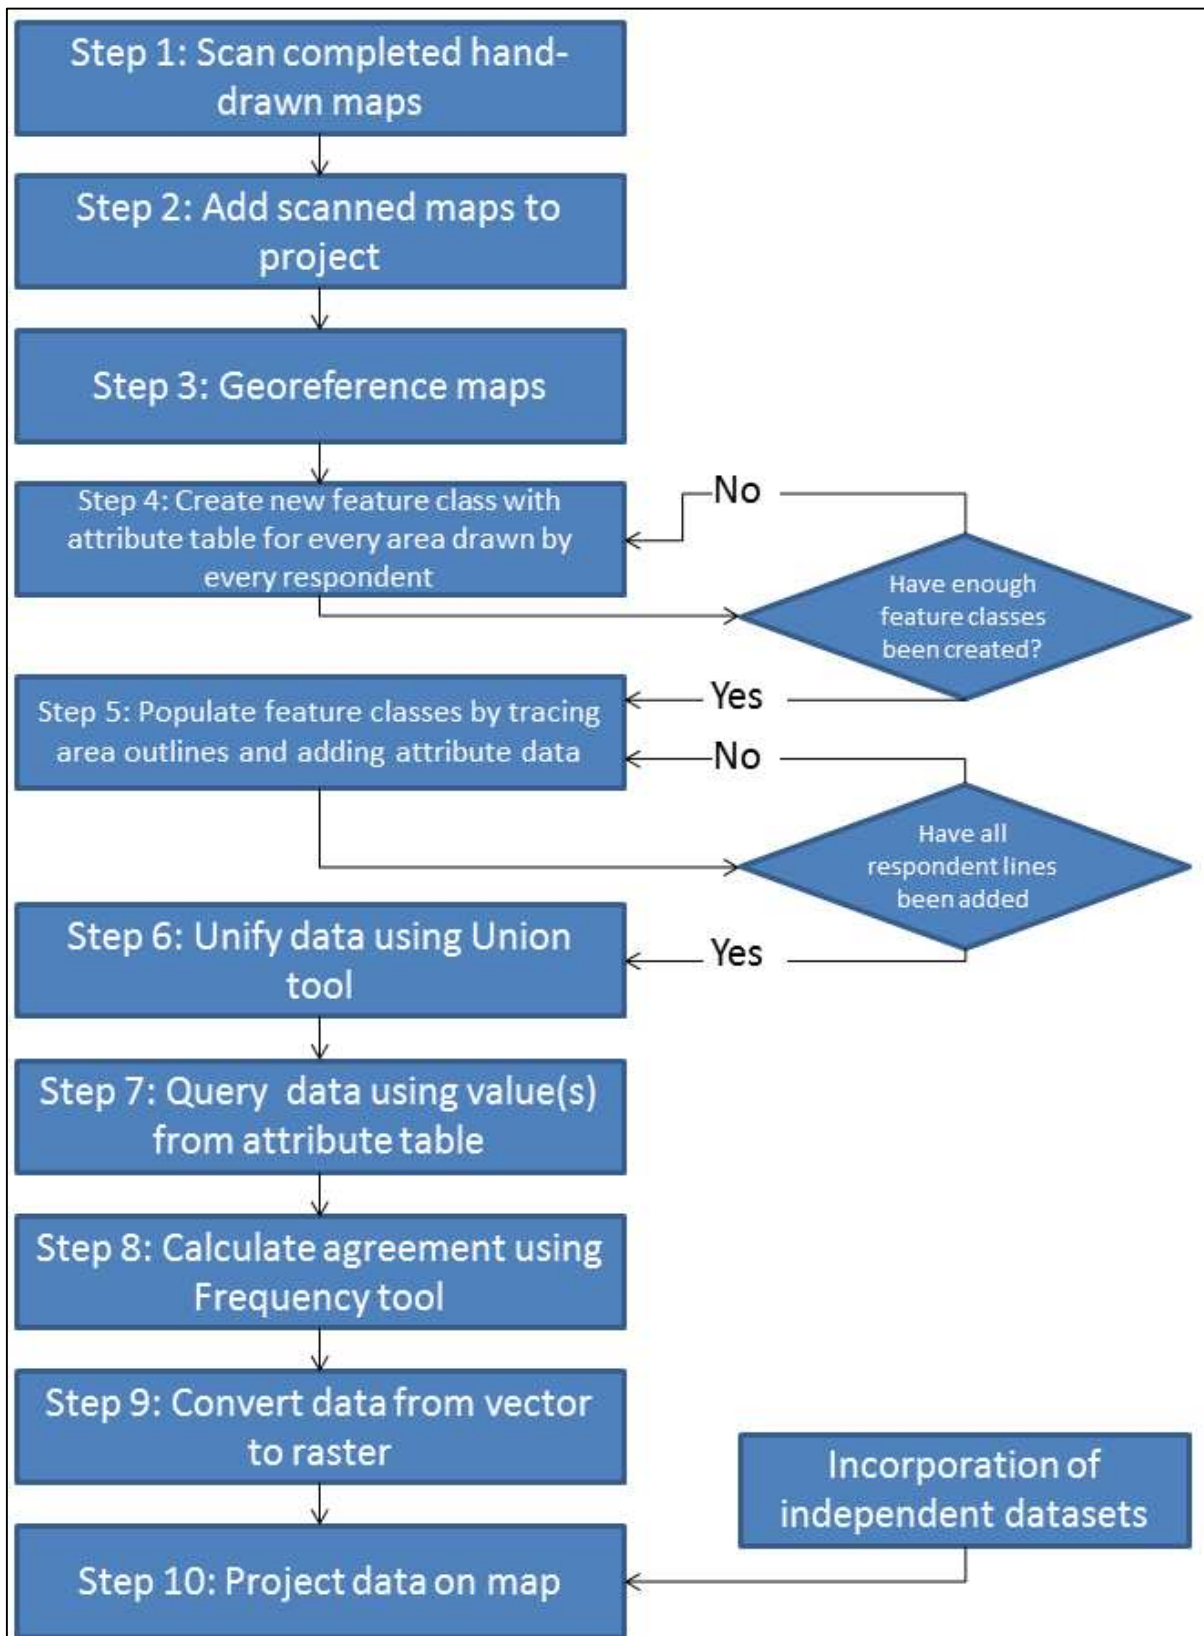 Step 1: Scan completed hand-
drawn maps
Step 2: Add scanned maps to
project
Step 3: Georeference maps
Step 4: Create new feature class with
attribute table for every area drawn by
every respondent
No
Have enough
feature classes
been created?
Yes
Step 5: Populate feature classes by tracing
area outlines and adding attribute data
No
Have all
respondent lines
been added
Yes
Step 6: Unify data using Union
tool
Step 7: Query  data using value(s)
from attribute table
Step 8: Calculate agreement using
Frequency tool
Step 9: Convert data from vector
to raster
Incorporation of
independent datasets
Step 10: Project data on map